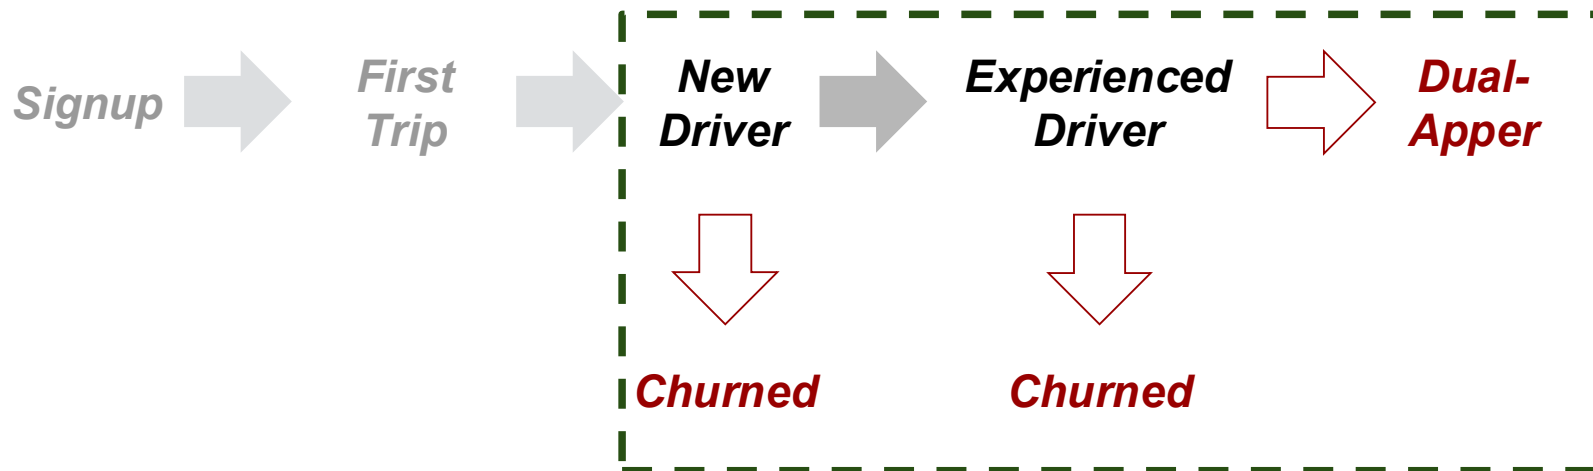 Signup
First
Trip
New
Driver
Experienced
Driver
Dual-
Apper
Churned
Churned